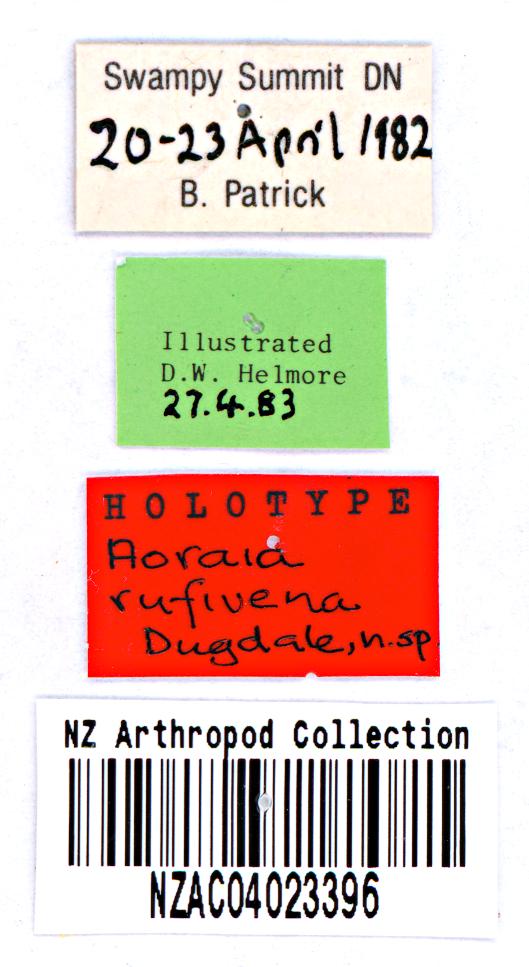 Swampy Summit DN
20-23 April 1982
B. Patrick
Illustrated
D.W. Helmore
27.4.83
HOLOTYPE
Aoraia
rufivena
Dugdale, n.sp.
NZ Arthropod Collection
NZAC04023396